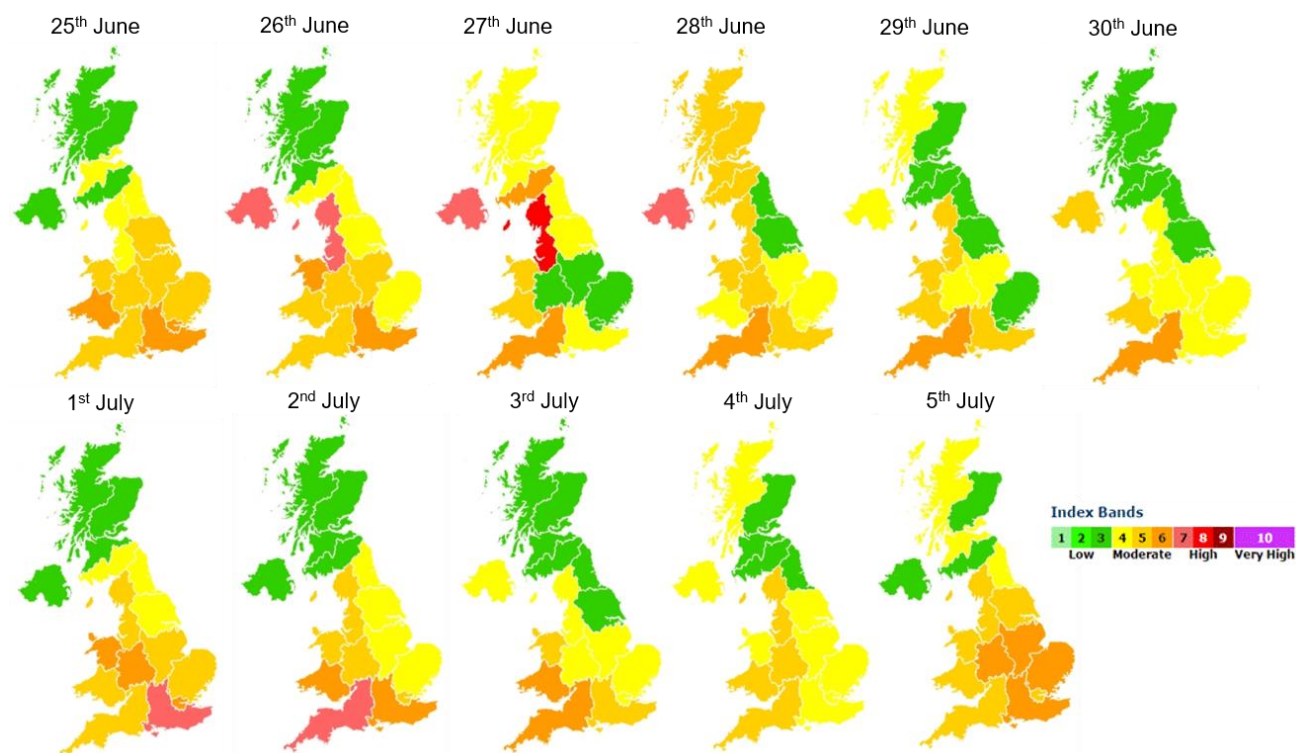 25th June 26th June 27th June 28th June 29th June 30th June
1st July 2nd July 3rd July 4th July 5th July
Index Bands
1 2 3 4 5 6 7 8 9 10
Low Moderate High Very High